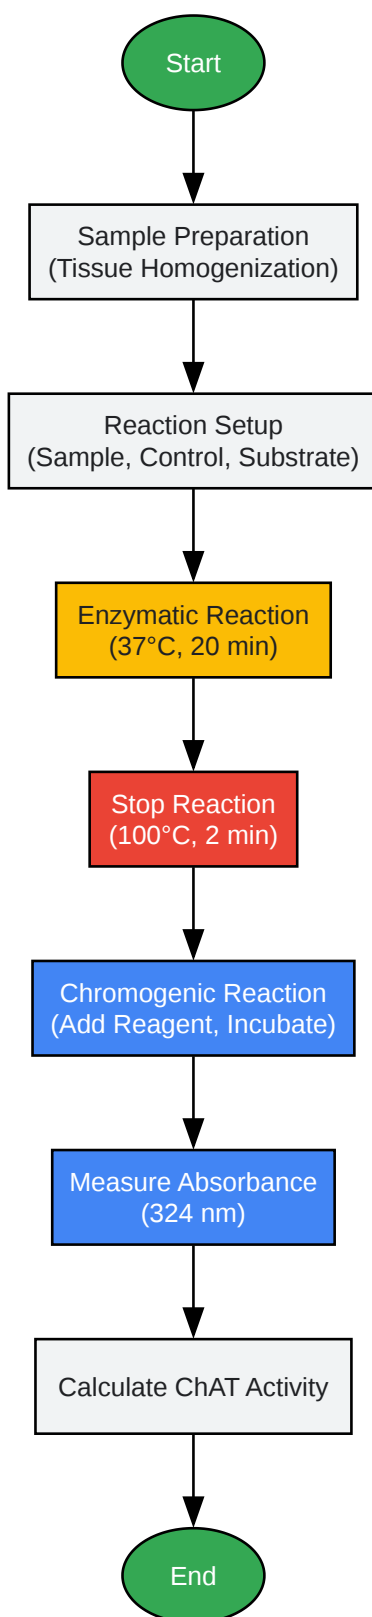 Start
Sample Preparation
(Tissue Homogenization)
Reaction Setup
(Sample, Control, Substrate)
Enzymatic Reaction
(37°C, 20 min)
Stop Reaction
(100°C, 2 min)
Chromogenic Reaction
(Add Reagent, Incubate)
Measure Absorbance
(324 nm)
Calculate ChAT Activity
End